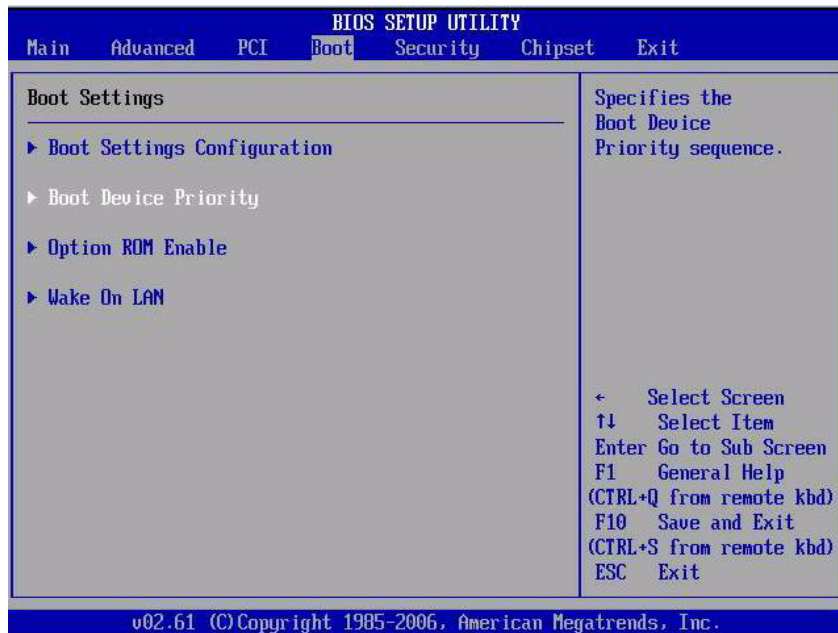 BIOS SETUP UTILITY
Main Advanced PCI Boot Security Chipset Exit
Boot Settings
▶ Boot Settings Configuration
▶ Boot Device Priority
▶ Option ROM Enable
▶ Wake On LAN
Specifies the
Boot Device
Priority sequence.
← Select Screen
↑↓ Select Item
Enter Go to Sub Screen
F1 General Help
(CTRL+Q from remote kbd)
F10 Save and Exit
(CTRL+S from remote kbd)
ESC Exit
v02.61 (C)Copyright 1985-2006, American Megatrends, Inc.